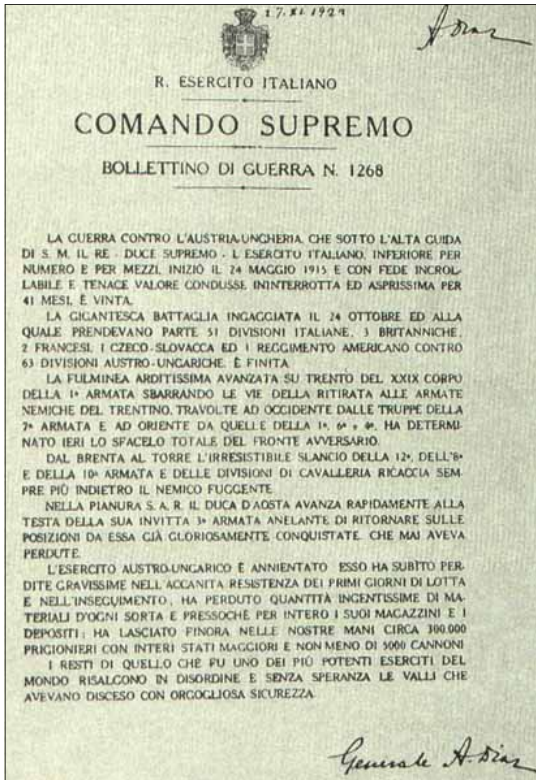 17.XI.1921
A Diaz
R. ESERCITO ITALIANO
COMANDO SUPREMO
BOLLETTINO DI GUERRA N. 1268
LA GUERRA CONTRO L'AUSTRIA-UNGHERIA, CHE SOTTO L'ALTA GUIDA
DI S. M. IL RE - DUCE SUPREMO - L'ESERCITO ITALIANO, INFERIORE PER
NUMERO E PER MEZZI, INIZIÒ IL 24 MAGGIO 1915 E CON FEDE INCROL-
LABILE E TENACE VALORE CONDUSSE ININTERROTTA ED ASPRISSIMA PER
41 MESI, È VINTA.
LA GIGANTESCA BATTAGLIA INGAGGIATA IL 24 OTTOBRE ED ALLA
QUALE PRENDEVANO PARTE 51 DIVISIONI ITALIANE, 3 BRITANNICHE,
2 FRANCESI, 1 CZECO-SLOVACCA ED 1 REGGIMENTO AMERICANO CONTRO
63 DIVISIONI AUSTRO-UNGARICHE, È FINITA.
LA FULMINEA ARDITISSIMA AVANZATA SU TRENTO DEL XXIX CORPO
DELLA 1ª ARMATA SBARRANDO LE VIE DELLA RITIRATA ALLE ARMATE
NEMICHE DEL TRENTINO, TRAVOLTE AD OCCIDENTE DALLE TRUPPE DELLA
7ª ARMATA E AD ORIENTE DA QUELLE DELLA 1ª, 6ª e 4ª, HA DETERMI-
NATO IERI LO SFACELO TOTALE DEL FRONTE AVVERSARIO.
DAL BRENTA AL TORRE L'IRRESISTIBILE SLANCIO DELLA 12ª, DELL'8ª
E DELLA 10ª ARMATA E DELLE DIVISIONI DI CAVALLERIA RICACCIA SEM-
PRE PIÙ INDIETRO IL NEMICO FUGGENTE
NELLA PIANURA S. A. R. IL DUCA D'AOSTA AVANZA RAPIDAMENTE ALLA
TESTA DELLA SUA INVITTA 3ª ARMATA ANELANTE DI RITORNARE SULLE
POSIZIONI DA ESSA GIÀ GLORIOSAMENTE CONQUISTATE, CHE MAI AVEVA
PERDUTE.
L'ESERCITO AUSTRO-UNGARICO È ANNIENTATO ESSO HA SUBÌTO PER-
DITE GRAVISSIME NELL'ACCANITA RESISTENZA DEI PRIMI GIORNI DI LOTTA
E NELL'INSEGUIMENTO; HA PERDUTO QUANTITÀ INGENTISSIME DI MA-
TERIALI D'OGNI SORTA E PRESSOCHÉ PER INTERO I SUOI MAGAZZINI E I
DEPOSITI; HA LASCIATO FINORA NELLE NOSTRE MANI CIRCA 300.000
PRIGIONIERI CON INTERI STATI MAGGIORI E NON MENO DI 5000 CANNONI
I RESTI DI QUELLO CHE FU UNO DEI PIÙ POTENTI ESERCITI DEL
MONDO RISALGONO IN DISORDINE E SENZA SPERANZA LE VALLI CHE
AVEVANO DISCESO CON ORGOGLIOSA SICUREZZA
Generale A. Diaz